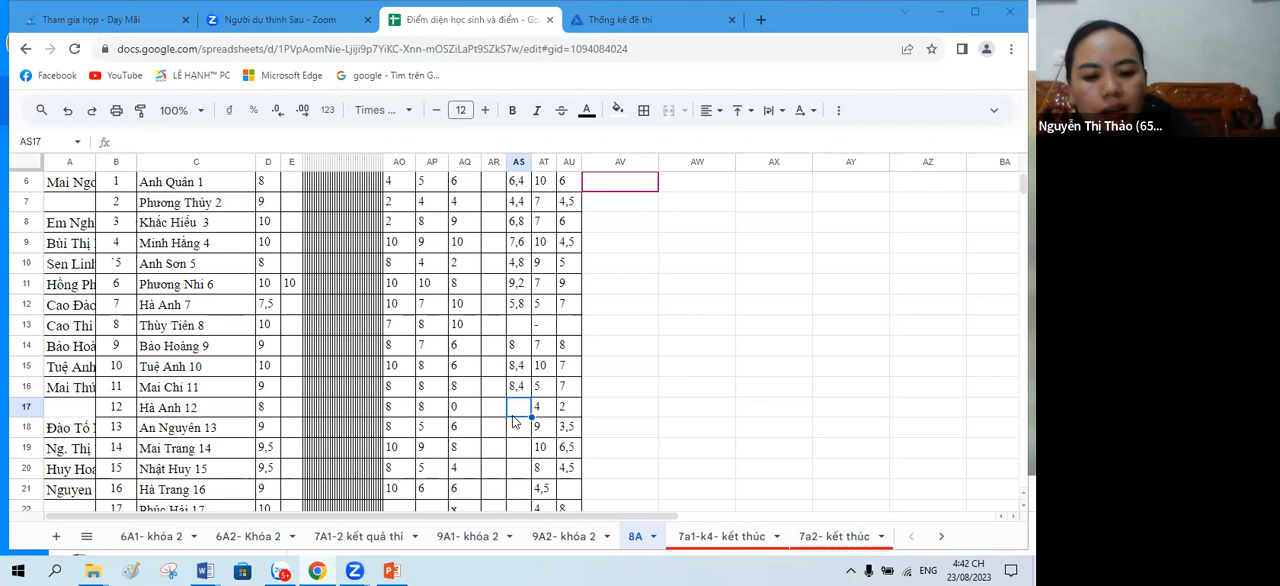 Tham gia họp - Dạy Mãi
Người dự thính Sau - Zoom
Điểm diện học sinh và điểm - Go
Thống kê đề thi
docs.google.com/spreadsheets/d/1PVpAomNie-Ljiji9p7YiKC-Xnn-mOSZiLaPt9SZkS7w/edit#gid=1094084024
Facebook YouTube LÊ HẠNH™ PC Microsoft Edge google - Tìm trên G...
100% đ % .0 .00 123 Times ... 12 B I A
AS17 fx
A B C D E AO AP AQ AR AS AT AU AV AW AX AY AZ BA
6 Mai Ngọ 1 Anh Quân 1 8 4 5 6 6,4 10 6
7 2 Phương Thủy 2 9 2 4 4 4,4 7 4,5
8 Em Ngh 3 Khắc Hiếu 3 10 2 8 9 6,8 7 6
9 Bùi Thị 4 Minh Hằng 4 10 10 9 10 7,6 10 4,5
10 Sen Linh `5 Anh Sơn 5 8 8 4 2 4,8 9 5
11 Hồng Ph 6 Phương Nhi 6 10 10 10 10 8 9,2 7 9
12 Cao Đào 7 Hà Anh 7 7,5 10 7 10 5,8 5 7
13 Cao Thi 8 Thùy Tiên 8 10 7 8 10 -
14 Bảo Hoà 9 Bảo Hoàng 9 9 8 7 6 8 7 8
15 Tuệ Anh 10 Tuệ Anh 10 10 10 8 6 8,4 10 7
16 Mai Thú 11 Mai Chi 11 9 8 8 8 8,4 5 7
17 12 Hà Anh 12 8 8 8 0 4 2
18 Đào Tố 13 An Nguyên 13 9 8 5 6 9 3,5
19 Ng. Thị 14 Mai Trang 14 9,5 10 9 8 10 6,5
20 Huy Hoa 15 Nhật Huy 15 9,5 8 5 4 8 4,5
21 Nguyen 16 Hà Trang 16 9 10 6 6 4,5
22 17 Phúc Hải 17 10 x 4 8
6A1- khóa 2 6A2- Khóa 2 7A1-2 kết quả thi 9A1- khóa 2 9A2- khóa 2 8A 7a1-k4- kết thúc 7a2- kết thúc
ENG
4:42 CH
23/08/2023
Nguyễn Thị Thảo (65...